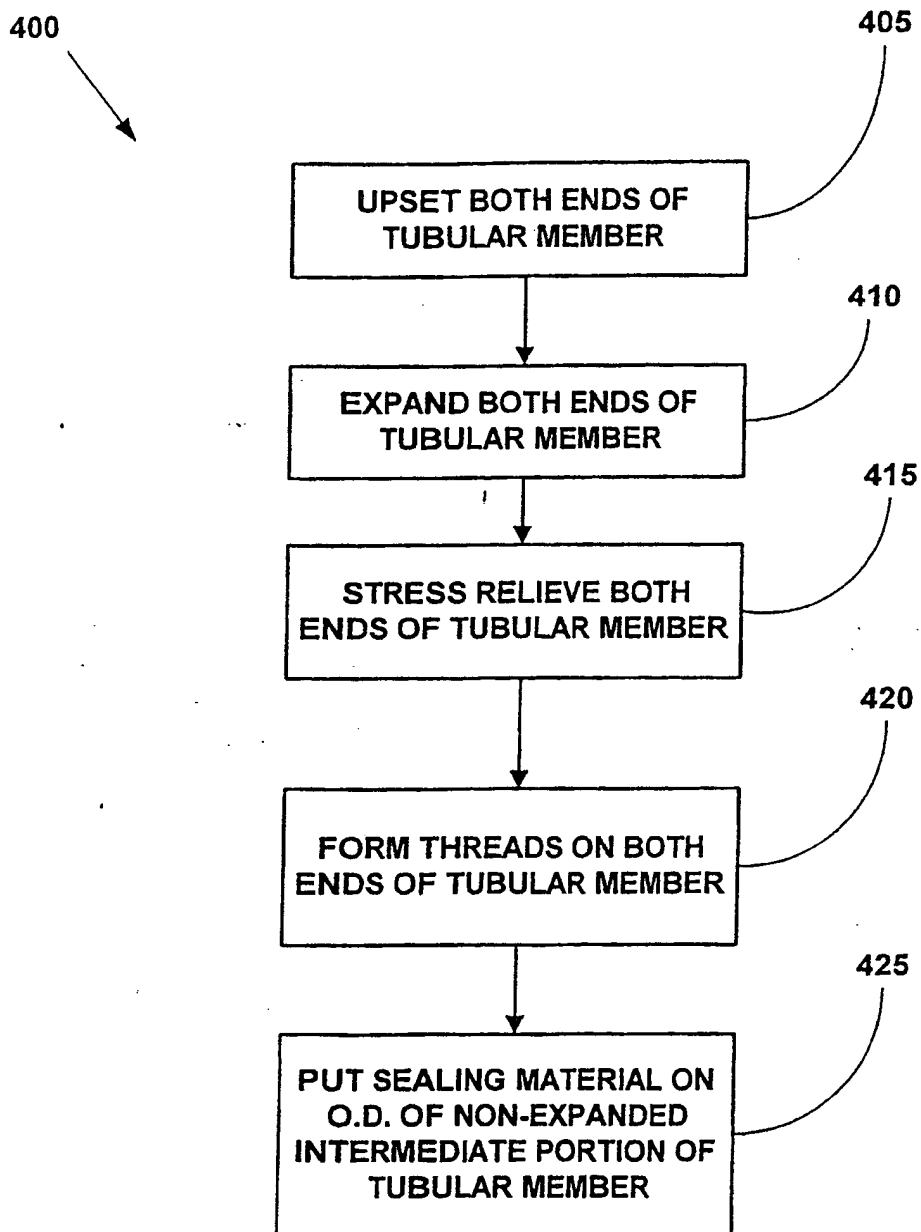 400
405
UPSET BOTH ENDS OF
TUBULAR MEMBER
410
EXPAND BOTH ENDS OF
TUBULAR MEMBER
415
STRESS RELIEVE BOTH
ENDS OF TUBULAR MEMBER
420
FORM THREADS ON BOTH
ENDS OF TUBULAR MEMBER
425
PUT SEALING MATERIAL ON
O.D. OF NON-EXPANDED
INTERMEDIATE PORTION OF
TUBULAR MEMBER